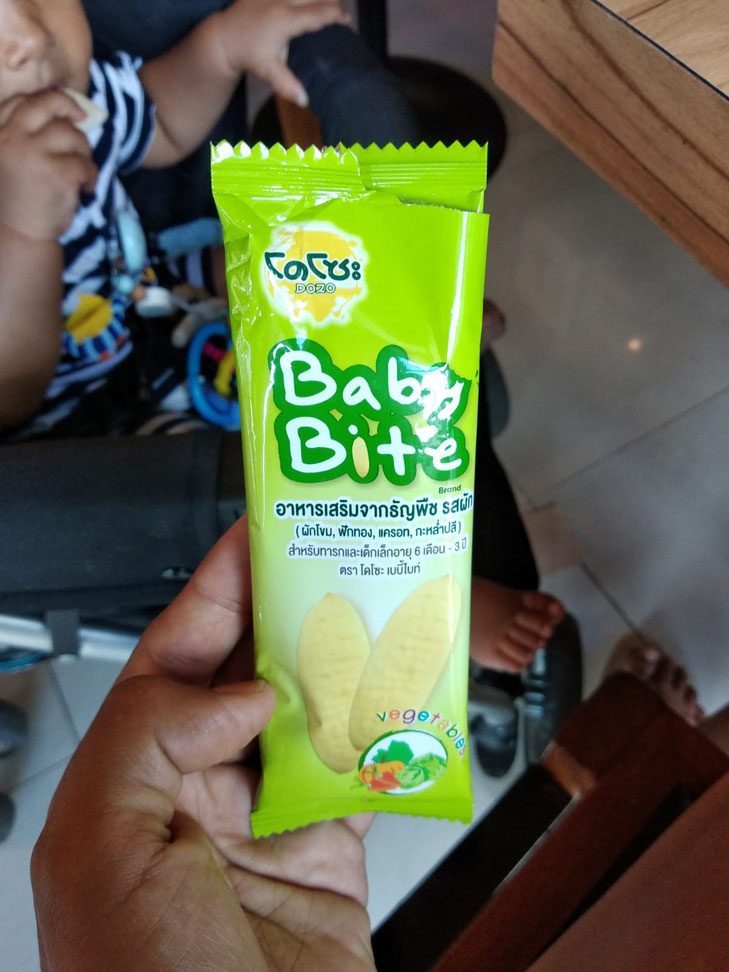 โดโซะ
DOZO
Baby
Bite
Brand
อาหารเสริมจากธัญพืช รสผัก
( ผักโขม, ฟักทอง, แครอท, กะหล่ำปลี )
สำหรับทารกและเด็กเล็กอายุ 6 เดือน - 3 ปี
ตรา โดโซะ เบบี้ไบท์
vegetables